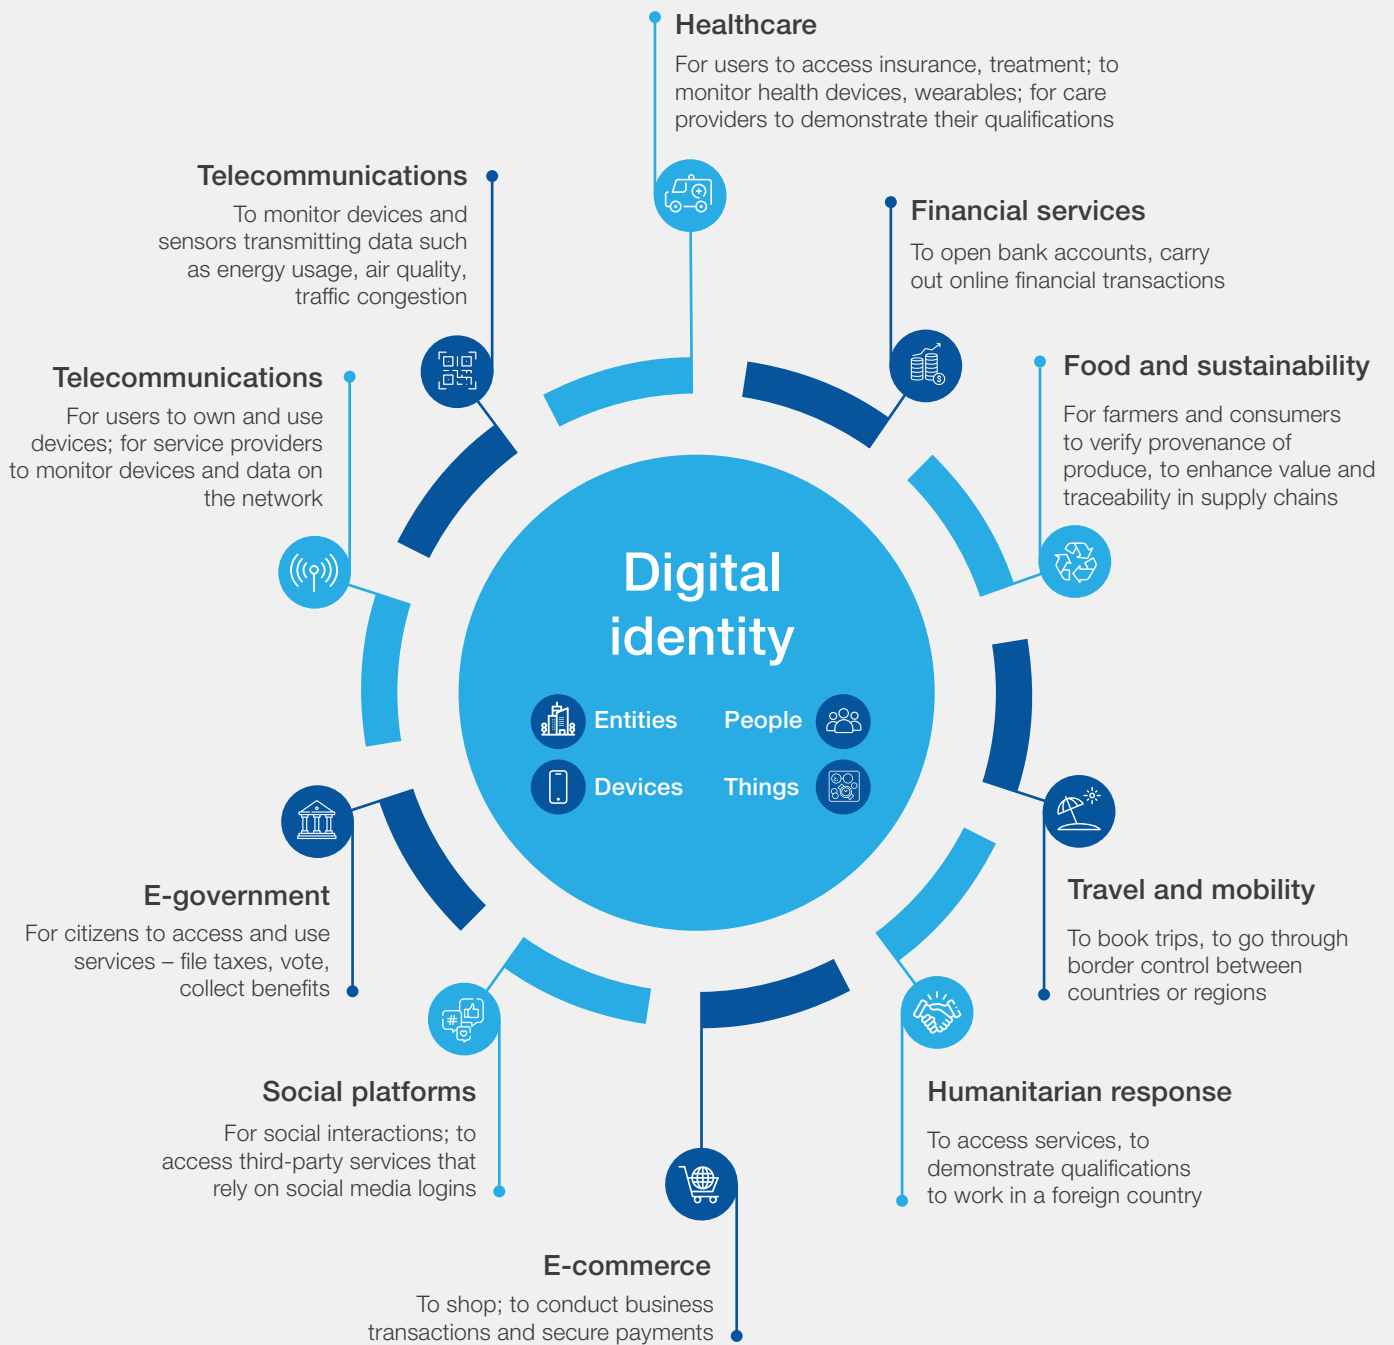 Healthcare
For users to access insurance, treatment; to
monitor health devices, wearables; for care
providers to demonstrate their qualifications
Telecommunications
To monitor devices and
sensors transmitting data such
as energy usage, air quality,
traffic congestion
Financial services
To open bank accounts, carry
out online financial transactions
Telecommunications
For users to own and use
devices; for service providers
to monitor devices and data on
the network
Food and sustainability
For farmers and consumers
to verify provenance of
produce, to enhance value and
traceability in supply chains
Digital
identity
Entities
People
Devices
Things
E-government
For citizens to access and use
services – file taxes, vote,
collect benefits
Travel and mobility
To book trips, to go through
border control between
countries or regions
Social platforms
For social interactions; to
access third-party services that
rely on social media logins
Humanitarian response
To access services, to
demonstrate qualifications
to work in a foreign country
E-commerce
To shop; to conduct business
transactions and secure payments